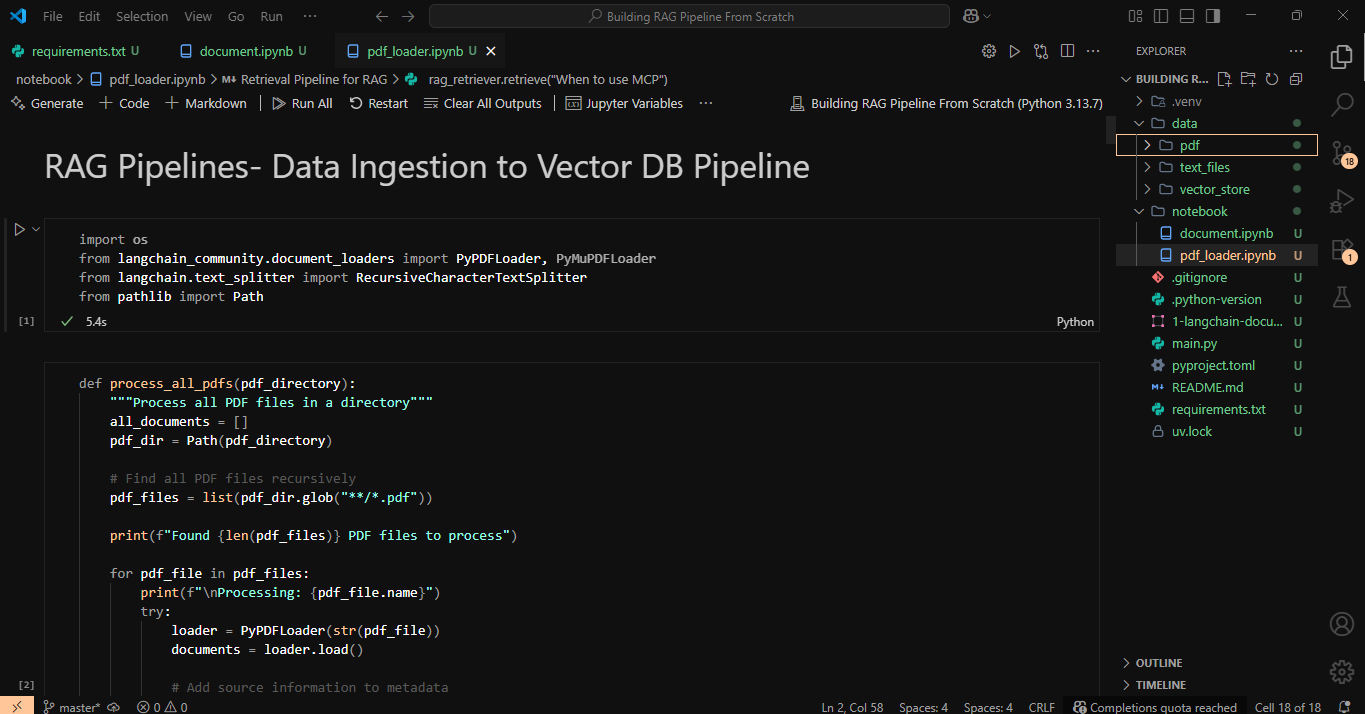 File Edit Selection View Go Run ··· Building RAG Pipeline From Scratch
requirements.txt U document.ipynb U pdf_loader.ipynb U
notebook > pdf_loader.ipynb > Retrieval Pipeline for RAG > rag_retriever.retrieve("When to use MCP")
Generate + Code + Markdown | Run All Restart Clear All Outputs | Jupyter Variables ··· Building RAG Pipeline From Scratch (Python 3.13.7)
RAG Pipelines- Data Ingestion to Vector DB Pipeline
import os
from langchain_community.document_loaders import PyPDFLoader, PyMuPDFLoader
from langchain.text_splitter import RecursiveCharacterTextSplitter
from pathlib import Path
[1] 5.4s Python
def process_all_pdfs(pdf_directory):
"""Process all PDF files in a directory"""
all_documents = []
pdf_dir = Path(pdf_directory)
# Find all PDF files recursively
pdf_files = list(pdf_dir.glob("**/*.pdf"))
print(f"Found {len(pdf_files)} PDF files to process")
for pdf_file in pdf_files:
print(f"\nProcessing: {pdf_file.name}")
try:
loader = PyPDFLoader(str(pdf_file))
documents = loader.load()
# Add source information to metadata
[2]
EXPLORER ···
BUILDING R...
.venv
data
pdf
text_files
vector_store
notebook
document.ipynb U
pdf_loader.ipynb U
.gitignore U
.python-version U
1-langchain-docu... U
main.py U
pyproject.toml U
README.md U
requirements.txt U
uv.lock U
OUTLINE
TIMELINE
18
1
master* 0 0 Ln 2, Col 58 Spaces: 4 Spaces: 4 CRLF Completions quota reached Cell 18 of 18